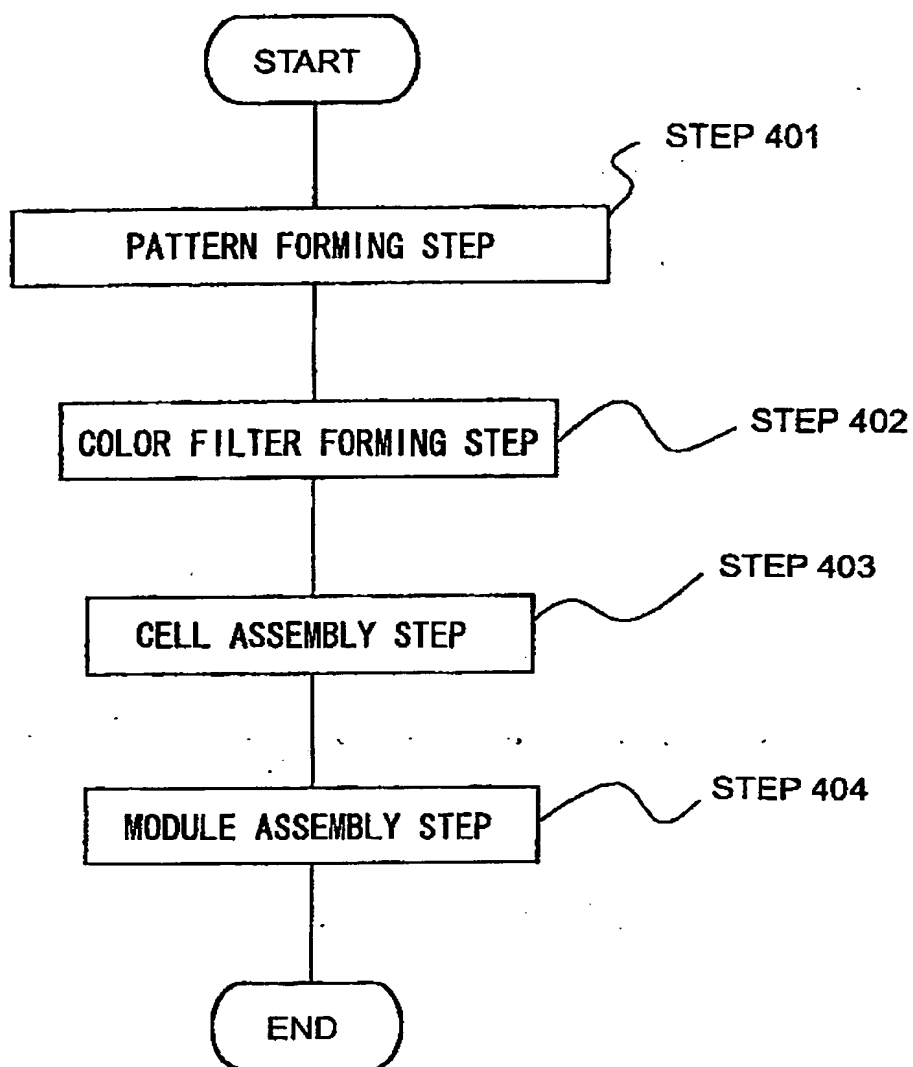 START
STEP 401
PATTERN FORMING STEP
COLOR FILTER FORMING STEP
STEP 402
STEP 403
CELL ASSEMBLY STEP
STEP 404
MODULE ASSEMBLY STEP
END